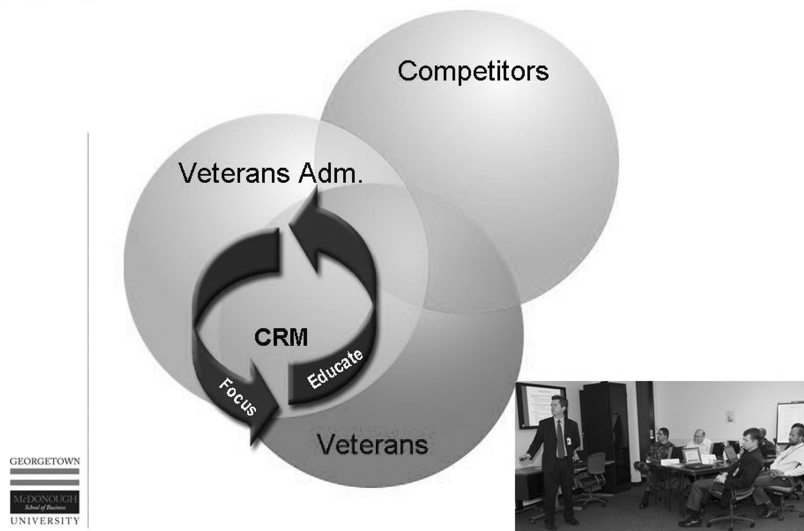 Competitors
Veterans Adm.
CRM
Focus
Educate
Veterans
GEORGETOWN
McDONOUGH
School of Business
UNIVERSITY